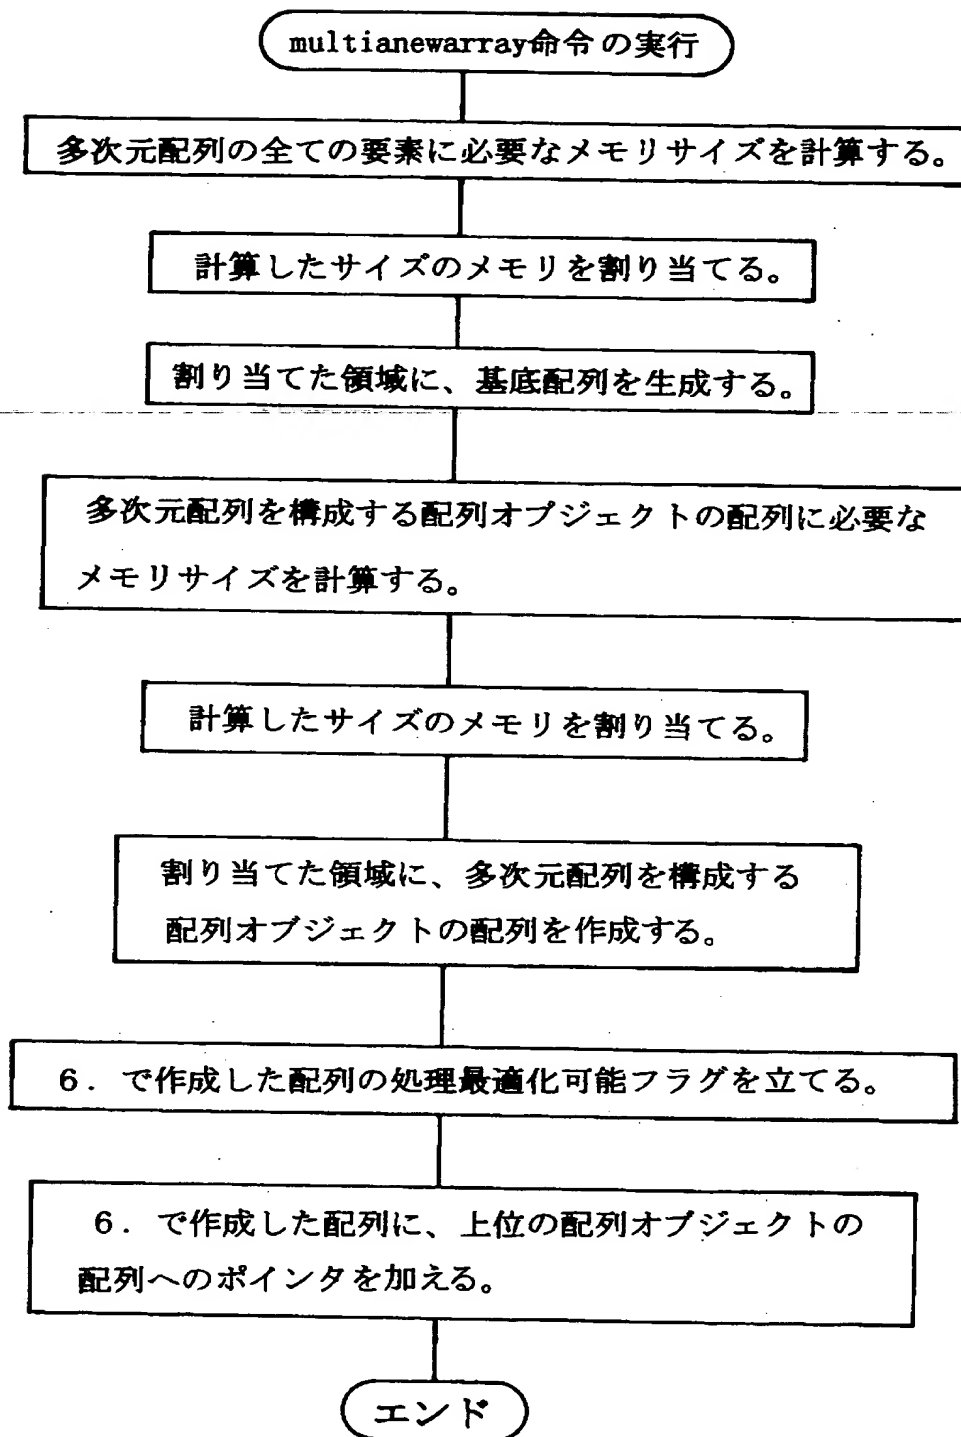 multianewarray命令の実行
多次元配列の全ての要素に必要なメモリサイズを計算する。
計算したサイズのメモリを割り当てる。
割り当てた領域に、基底配列を生成する。
多次元配列を構成する配列オブジェクトの配列に必要な
メモリサイズを計算する。
計算したサイズのメモリを割り当てる。
割り当てた領域に、多次元配列を構成する
配列オブジェクトの配列を作成する。
６．で作成した配列の処理最適化可能フラグを立てる。
６．で作成した配列に、上位の配列オブジェクトの
配列へのポインタを加える。
エンド